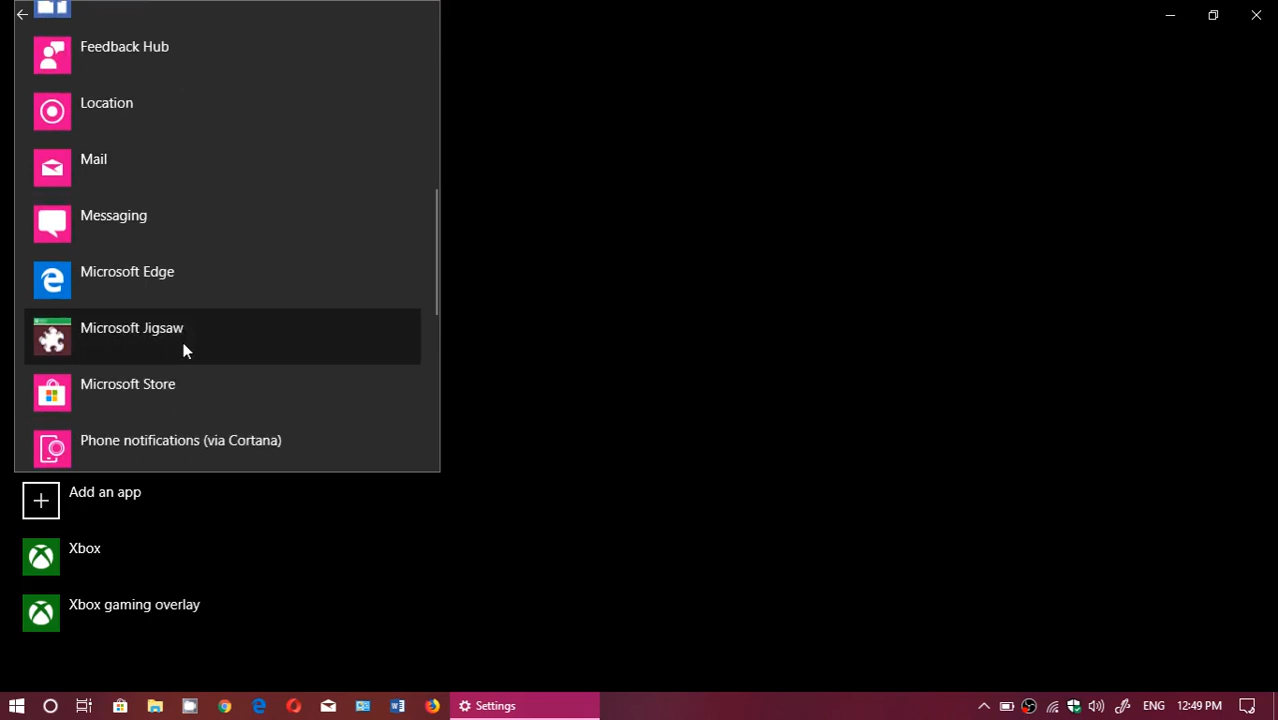 Feedback Hub
Location
Mail
Messaging
Microsoft Edge
Microsoft Jigsaw
Microsoft Store
Phone notifications (via Cortana)
Add an app
Xbox
Xbox gaming overlay
Settings
ENG
12:49 PM